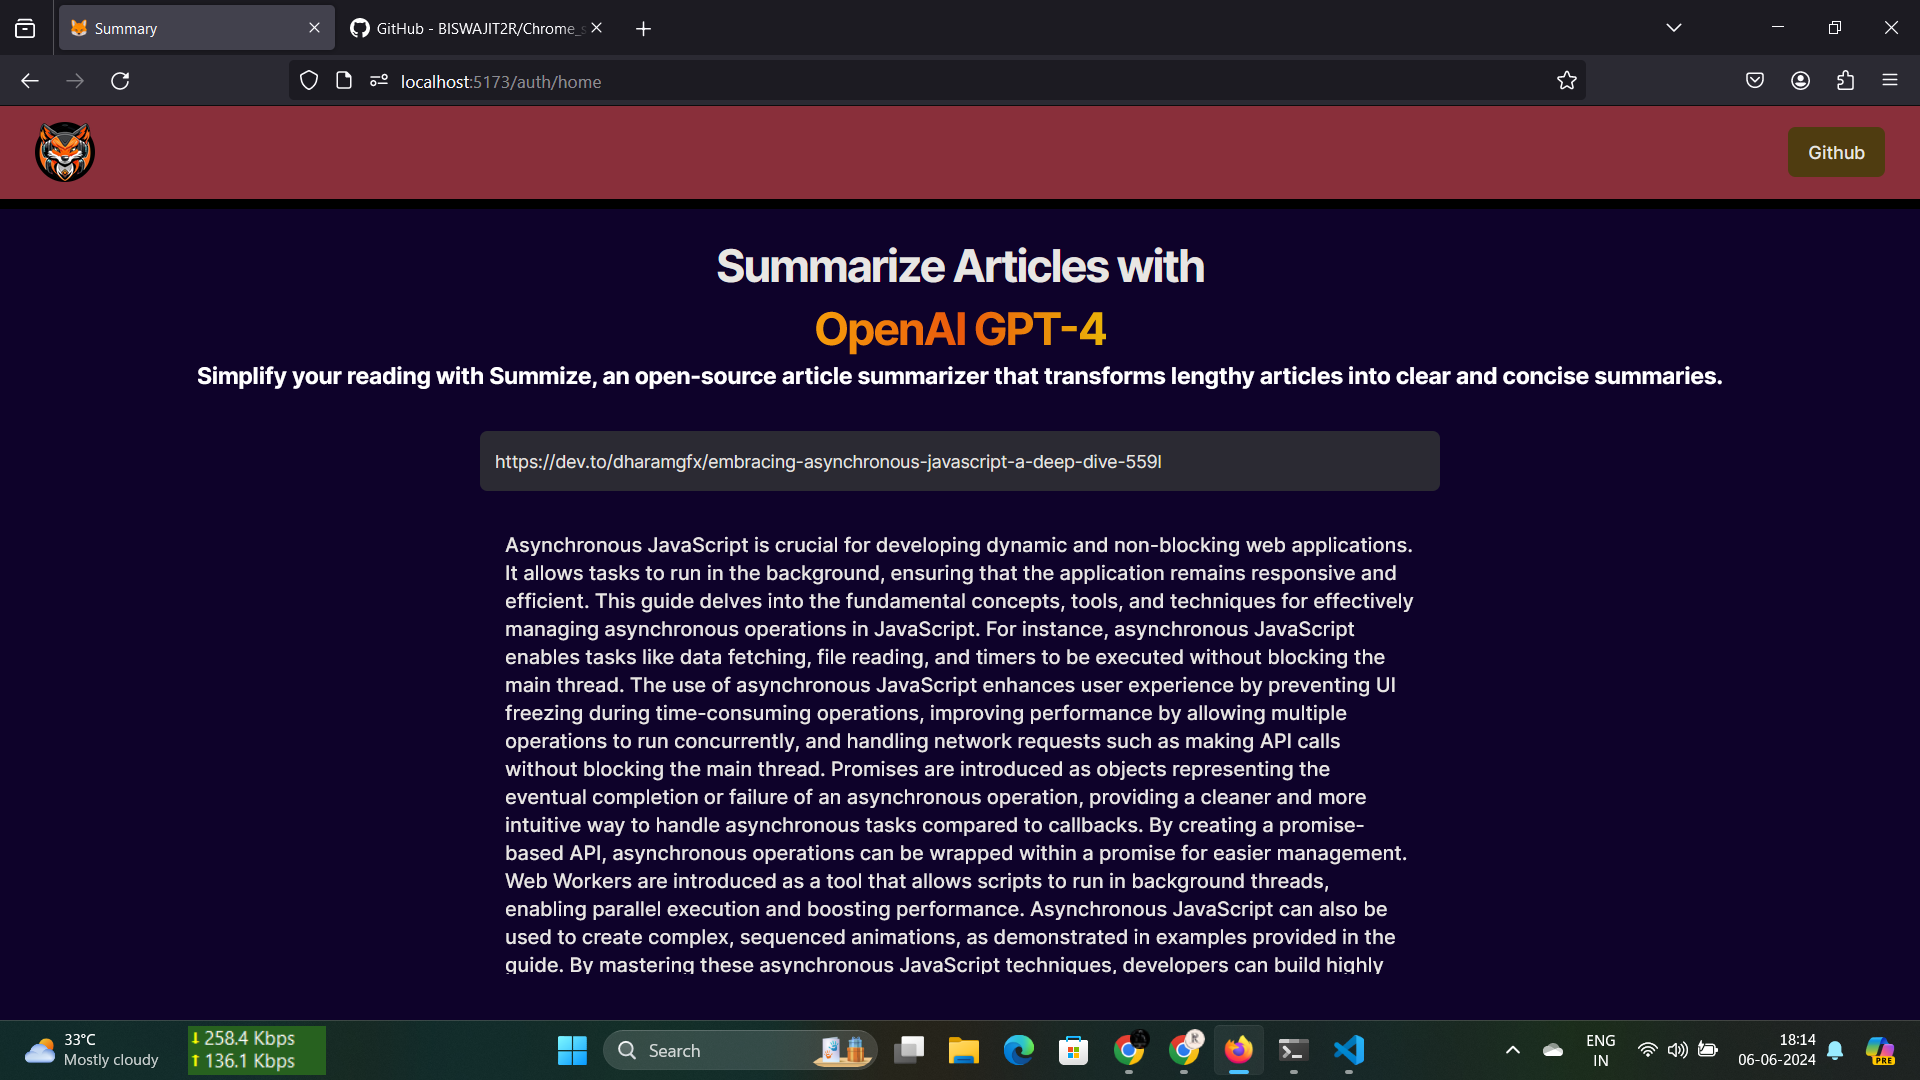 Summary
GitHub - BISWAJIT2R/Chrome_s
localhost:5173/auth/home
Github
Summarize Articles with
OpenAI GPT-4
Simplify your reading with Summize, an open-source article summarizer that transforms lengthy articles into clear and concise summaries.
https://dev.to/dharamgfx/embracing-asynchronous-javascript-a-deep-dive-559l
Asynchronous JavaScript is crucial for developing dynamic and non-blocking web applications.
It allows tasks to run in the background, ensuring that the application remains responsive and
efficient. This guide delves into the fundamental concepts, tools, and techniques for effectively
managing asynchronous operations in JavaScript. For instance, asynchronous JavaScript
enables tasks like data fetching, file reading, and timers to be executed without blocking the
main thread. The use of asynchronous JavaScript enhances user experience by preventing UI
freezing during time-consuming operations, improving performance by allowing multiple
operations to run concurrently, and handling network requests such as making API calls
without blocking the main thread. Promises are introduced as objects representing the
eventual completion or failure of an asynchronous operation, providing a cleaner and more
intuitive way to handle asynchronous tasks compared to callbacks. By creating a promise-
based API, asynchronous operations can be wrapped within a promise for easier management.
Web Workers are introduced as a tool that allows scripts to run in background threads,
enabling parallel execution and boosting performance. Asynchronous JavaScript can also be
used to create complex, sequenced animations, as demonstrated in examples provided in the
guide. By mastering these asynchronous JavaScript techniques, developers can build highly
33°C
Mostly cloudy
↓ 258.4 Kbps
↑ 136.1 Kbps
Search
K
ENG
IN
18:14
06-06-2024
PRE